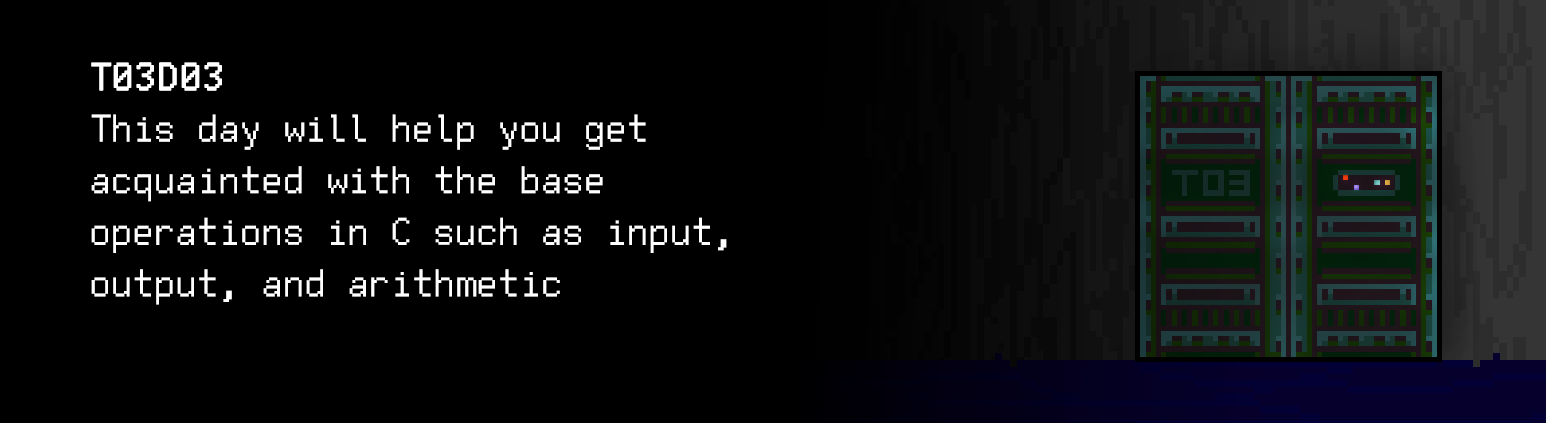 T03D03
This day will help you get
acquainted with the base
operations in C such as input,
output, and arithmetic
T03